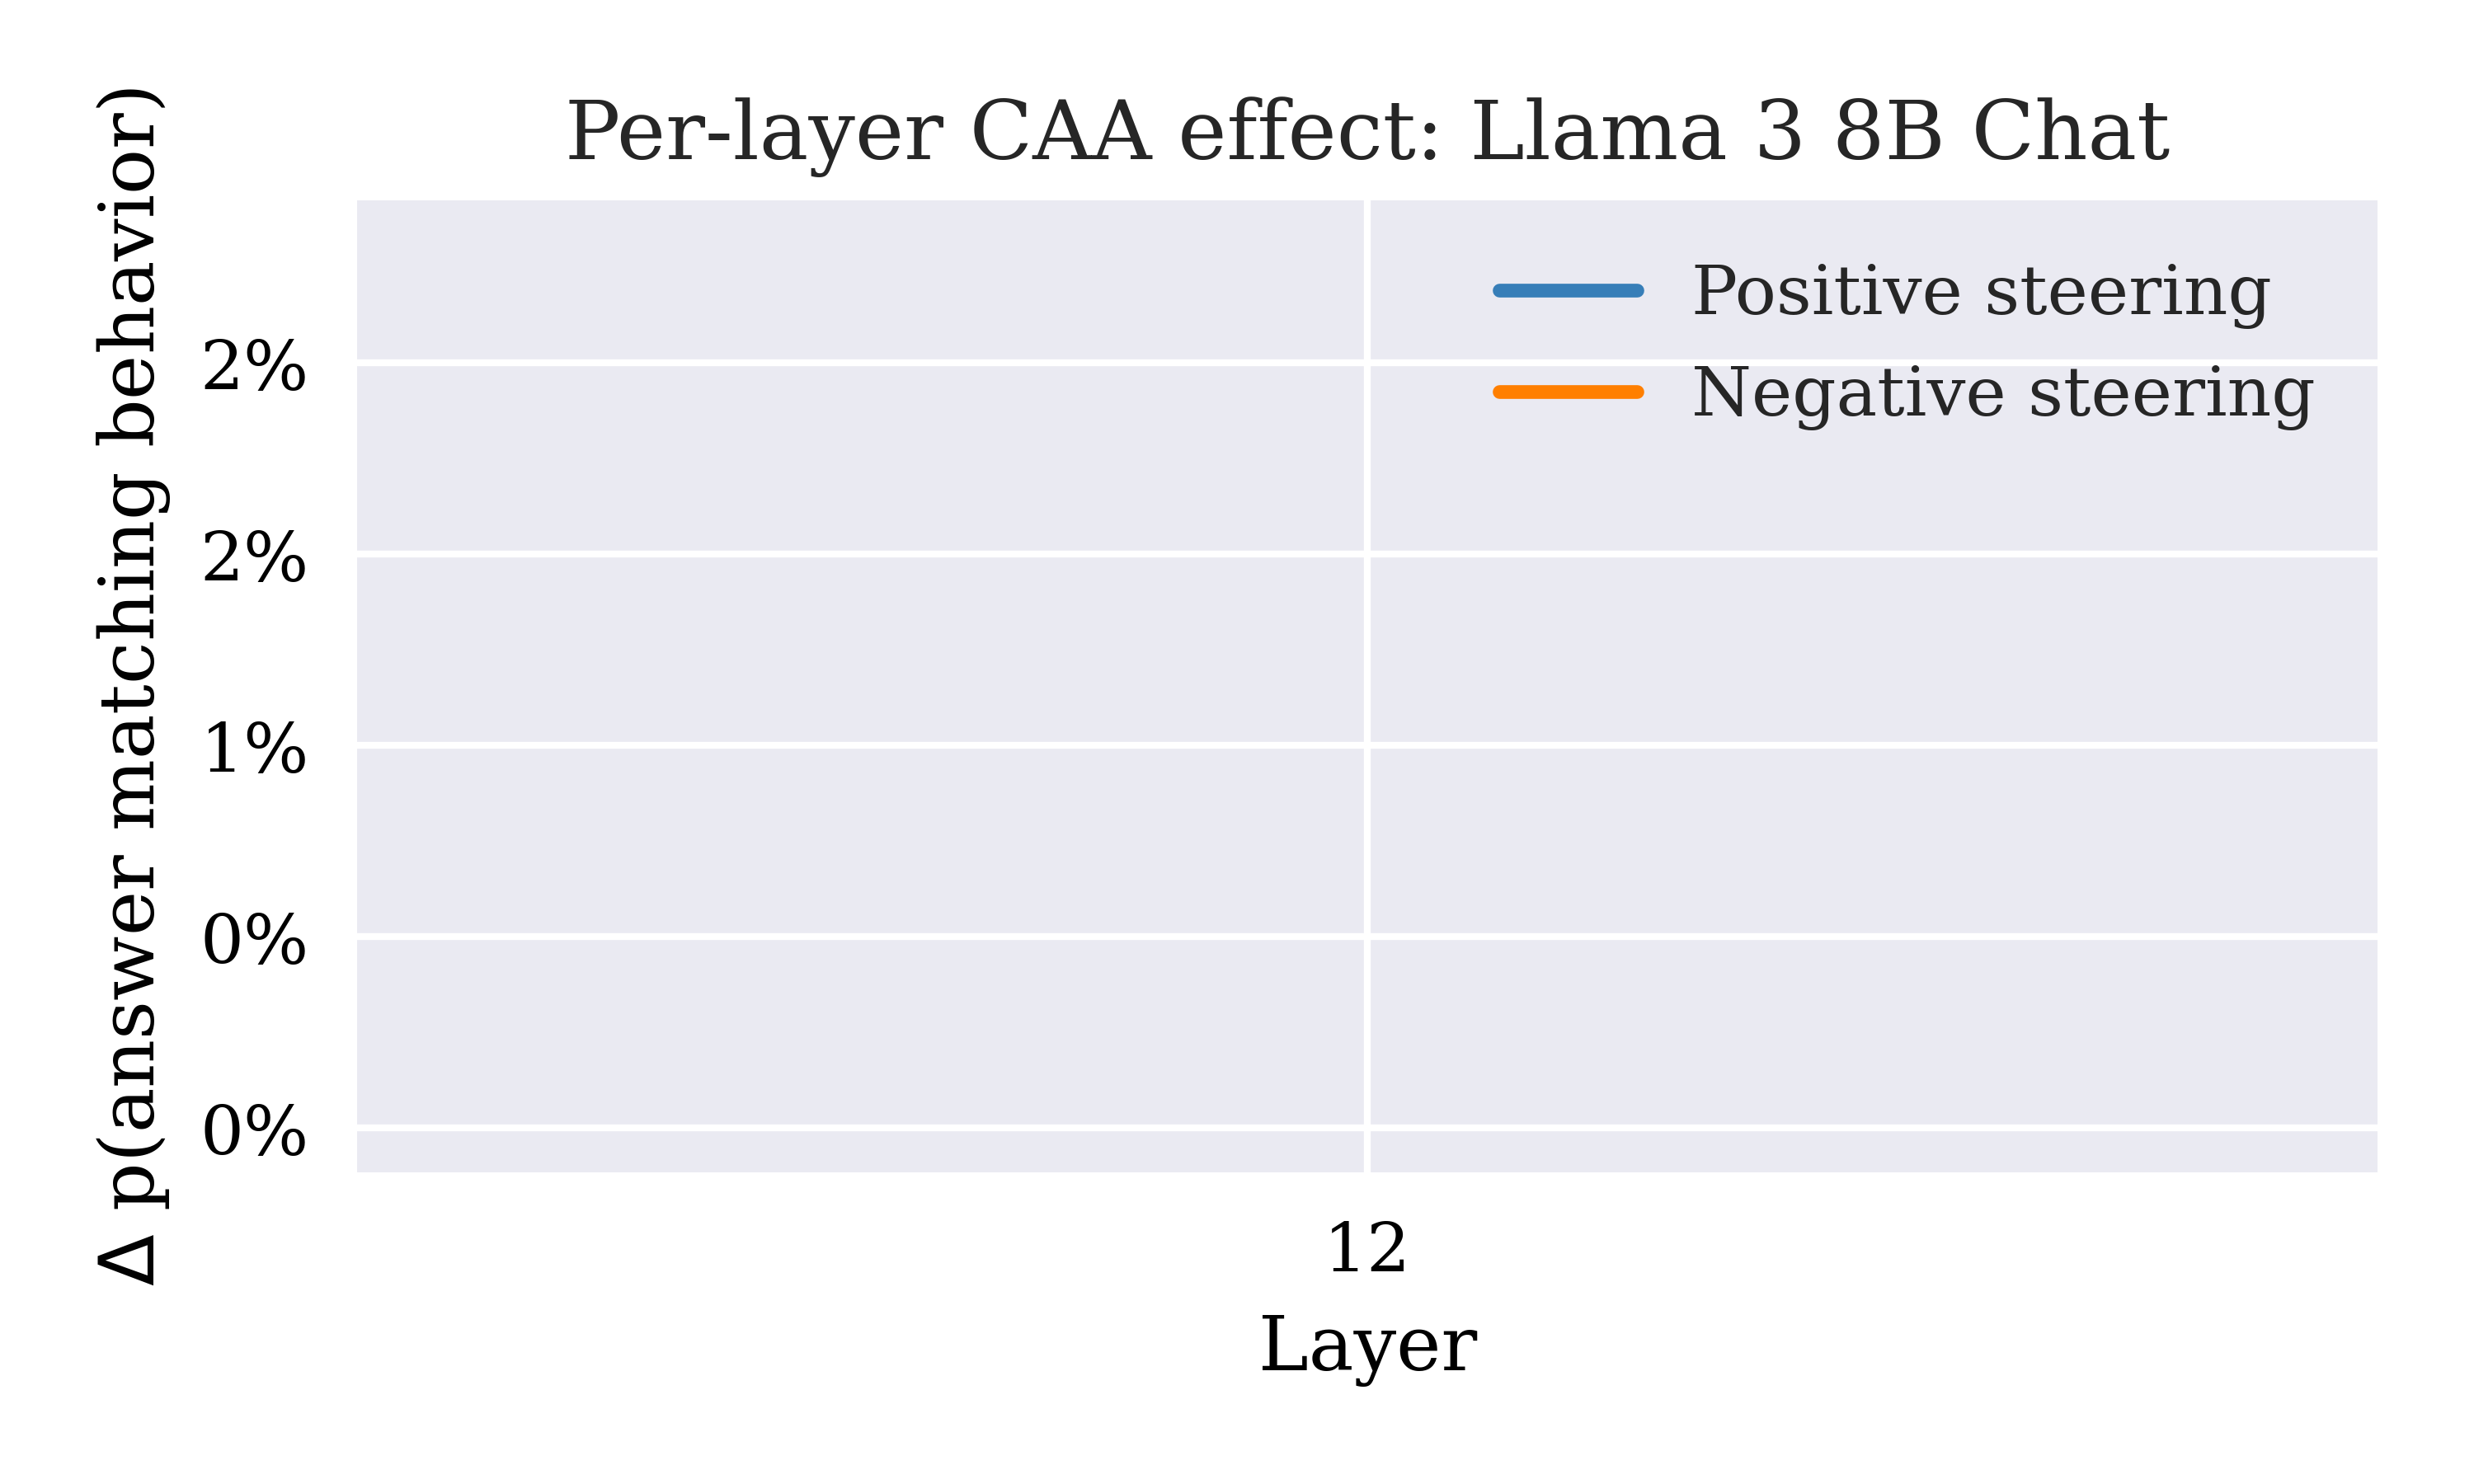 Per-layer CAA effect: Llama 3 8B Chat
Δ p(answer matching behavior)
Positive steering
Negative steering
2%
2%
1%
0%
0%
12
Layer